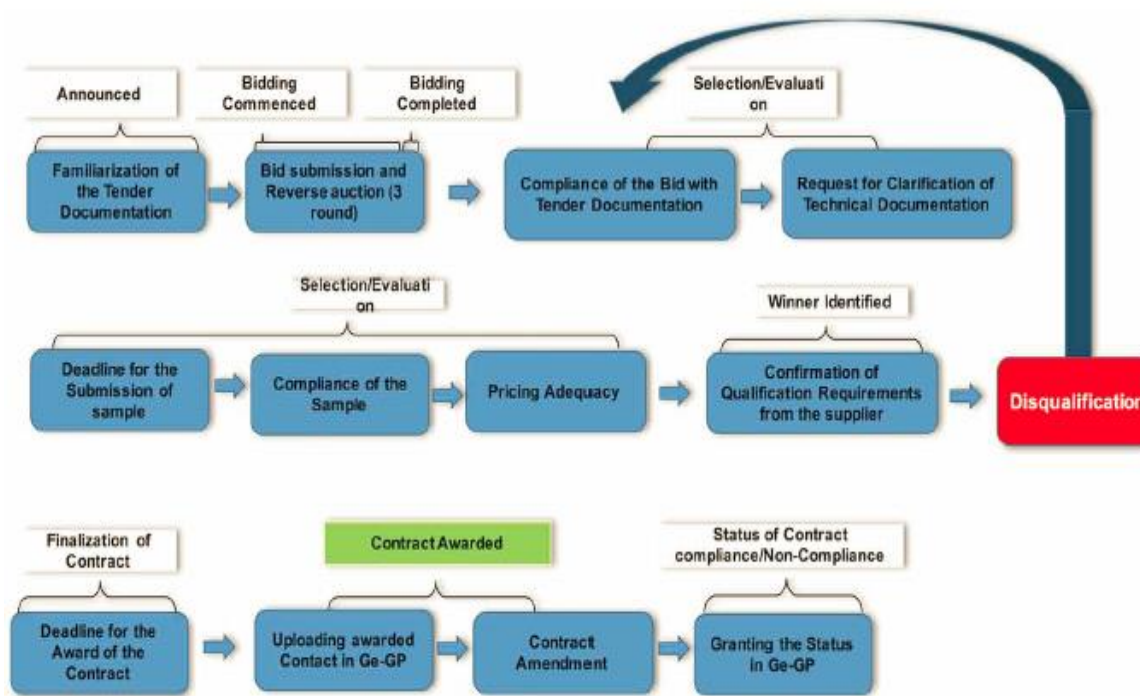 Announced
Bidding
Commenced
Bidding
Completed
Selection/Evaluati
on
Familiarization of
the Tender
Documentation
Bid submission and
Reverse auction (3
round)
Compliance of the Bid with
Tender Documentation
Request for Clarification of
Technical Documentation
Selection/Evaluati
on
Winner Identified
Deadline for the
Submission of
sample
Compliance of the
Sample
Pricing Adequacy
Confirmation of
Qualification Requirements
from the supplier
Disqualification
Finalization of
Contract
Contract Awarded
Status of Contract
compliance/Non-Compliance
Deadline for the
Award of the
Contract
Uploading awarded
Contact in Ge-GP
Contract
Amendment
Granting the Status
in Ge-GP